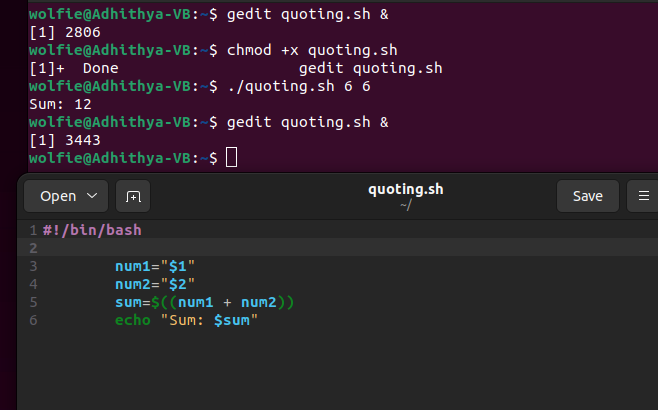 wolfie@Adhithya-VB:~$ gedit quoting.sh &
[1] 2806
wolfie@Adhithya-VB:~$ chmod +x quoting.sh
[1]+  Done                    gedit quoting.sh
wolfie@Adhithya-VB:~$ ./quoting.sh 6 6
Sum: 12
wolfie@Adhithya-VB:~$ gedit quoting.sh &
[1] 3443
wolfie@Adhithya-VB:~$
Open quoting.sh Save
~/
1 #!/bin/bash
2
3         num1="$1"
4         num2="$2"
5         sum=$((num1 + num2))
6         echo "Sum: $sum"